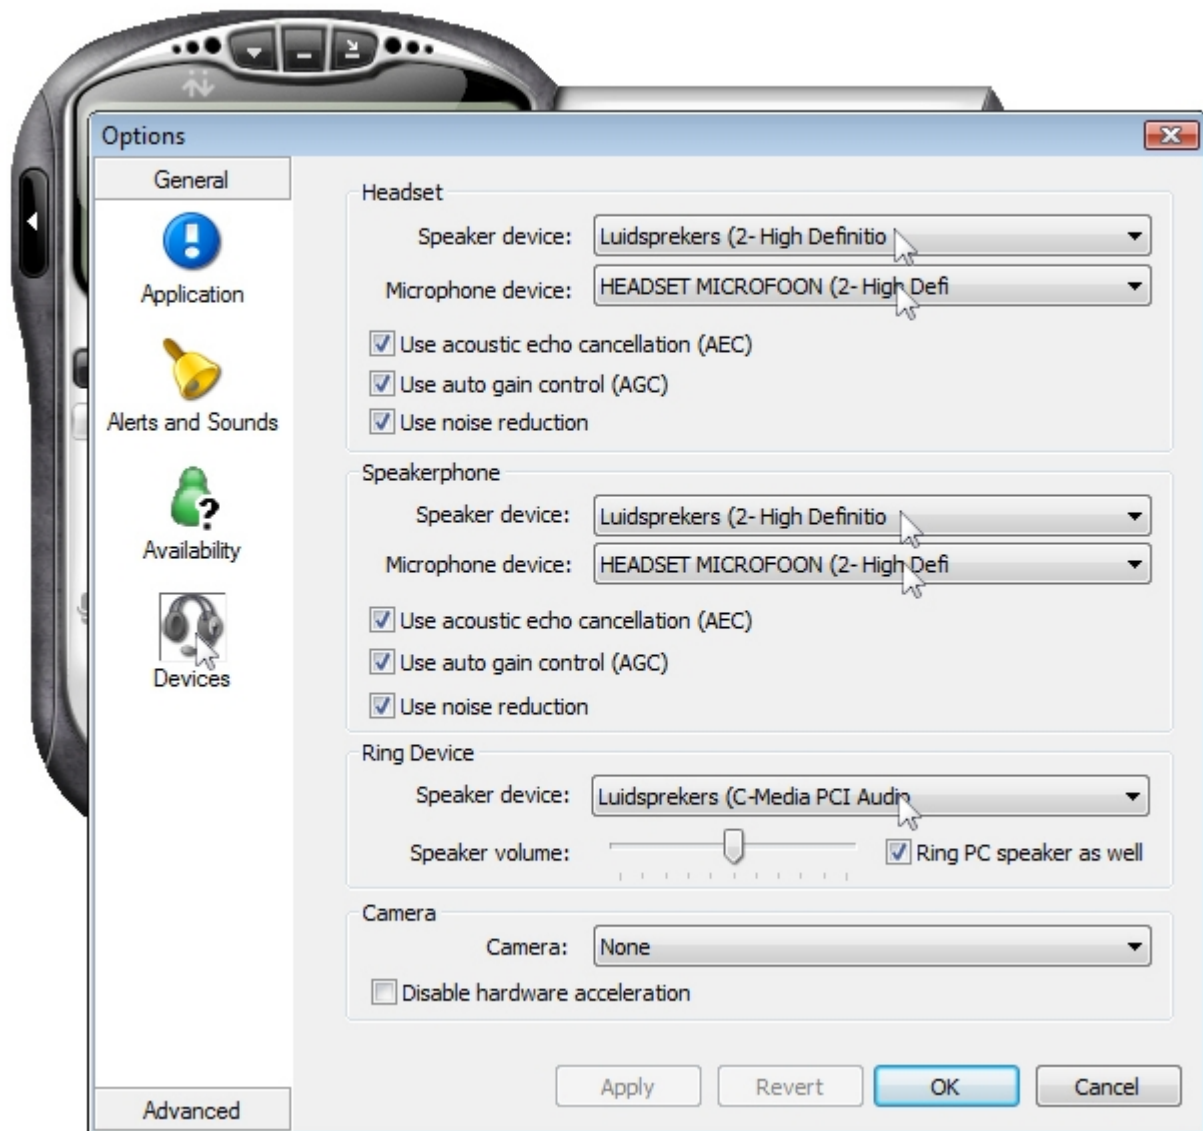 Options
General
Application
Alerts and Sounds
Availability
Devices
Advanced
Headset
Speaker device: Luidsprekers (2- High Definitio
Microphone device: HEADSET MICROFOON (2- High Defi
Use acoustic echo cancellation (AEC)
Use auto gain control (AGC)
Use noise reduction
Speakerphone
Speaker device: Luidsprekers (2- High Definitio
Microphone device: HEADSET MICROFOON (2- High Defi
Use acoustic echo cancellation (AEC)
Use auto gain control (AGC)
Use noise reduction
Ring Device
Speaker device: Luidsprekers (C-Media PCI Audio
Speaker volume: Ring PC speaker as well
Camera
Camera: None
Disable hardware acceleration
Apply Revert OK Cancel